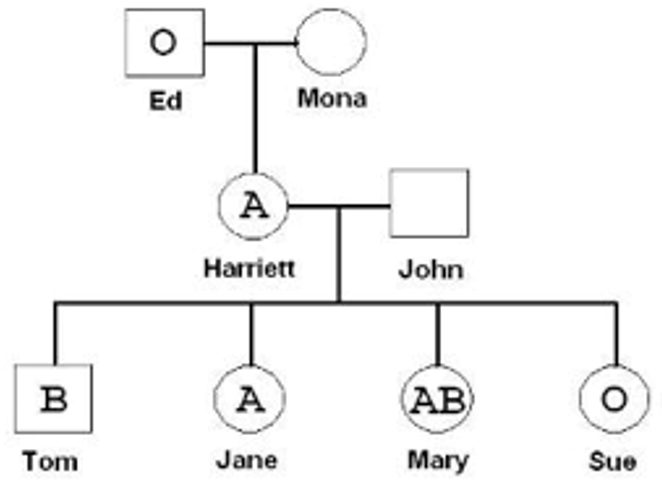 O
Ed
Mona
A
Harriett
John
B
A
AB
O
Tom
Jane
Mary
Sue